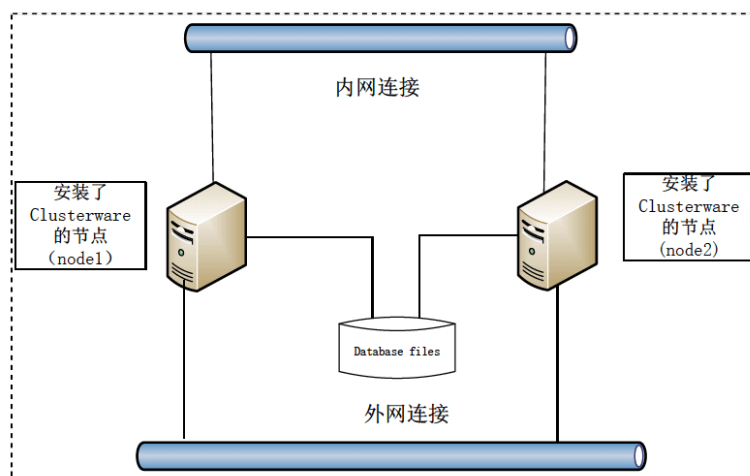 内网连接
安装了
Clusterware
的节点
（node1）
安装了
Clusterware
的节点
(node2)
Database files
外网连接